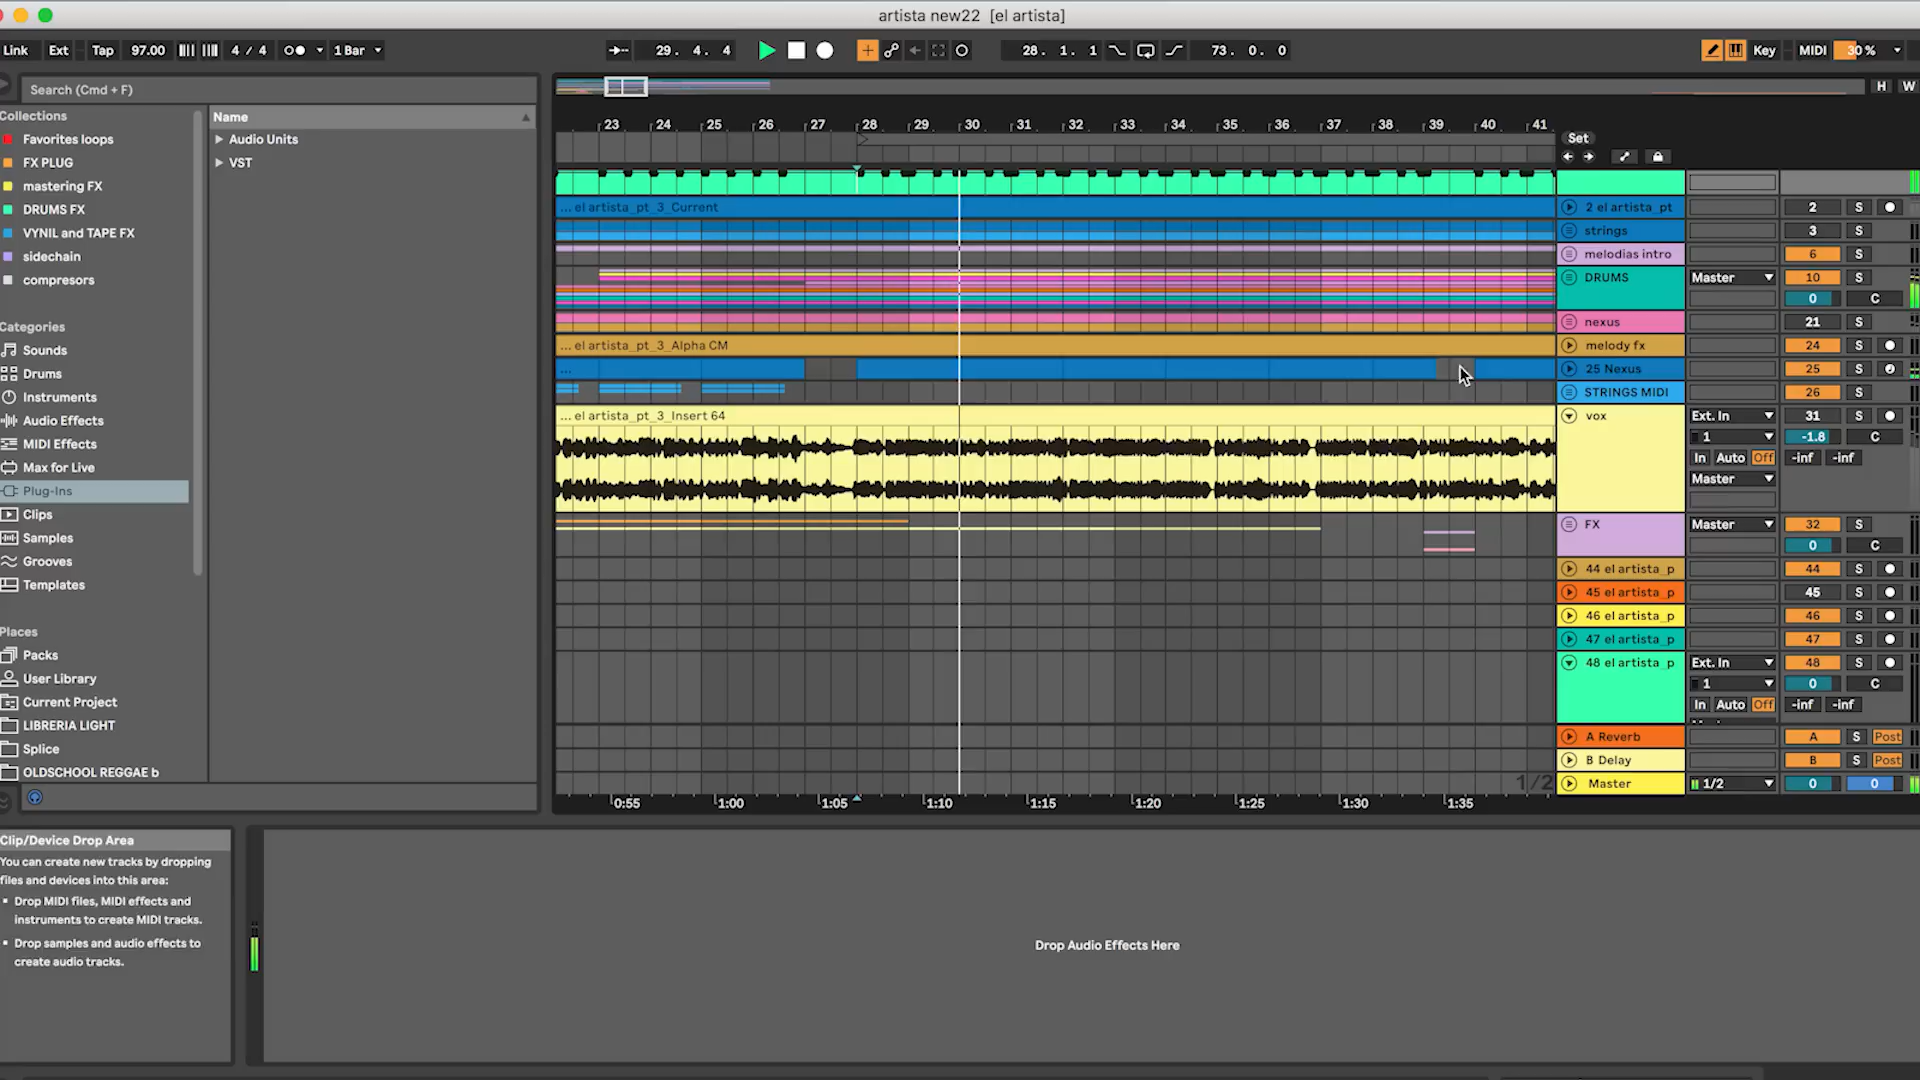 artista new22 [el artista]
Link Ext Tap 97.00 4 / 4 1 Bar 29. 4. 4 28. 1. 1 73. 0. 0 Key MIDI 30 %
Search (Cmd + F)
H W
Collections
Name
Favorites loops
Audio Units
FX PLUG
VST
mastering FX
DRUMS FX
VYNIL and TAPE FX
sidechain
compresors
Categories
Sounds
Drums
Instruments
Audio Effects
MIDI Effects
Max for Live
Plug-Ins
Clips
Samples
Grooves
Templates
Places
Packs
User Library
Current Project
LIBRERIA LIGHT
Splice
OLDSCHOOL REGGAE b
23 24 25 26 27 28 29 30 31 32 33 34 35 36 37 38 39 40 41
Set
... el artista_pt_3_Current
2 el artista_pt 2 S
strings 3 S
melodias intro 6 S
DRUMS Master 10 S
0 C
nexus 21 S
... el artista_pt_3_Alpha CM
melody fx 24 S
...
25 Nexus 25 S
STRINGS MIDI 26 S
... el artista_pt_3_Insert 64
vox Ext. In 31 S
1 -1.8 C
In Auto Off -inf -inf
Master
FX Master 32 S
0 C
44 el artista_p 44 S
45 el artista_p 45 S
46 el artista_p 46 S
47 el artista_p 47 S
48 el artista_p Ext. In 48 S
1 0 C
In Auto Off -inf -inf
A Reverb A S Post
B Delay B S Post
1/2 Master 1/2 0 0
0:55 1:00 1:05 1:10 1:15 1:20 1:25 1:30 1:35
Clip/Device Drop Area
You can create new tracks by dropping
files and devices into this area:
Drop MIDI files, MIDI effects and
instruments to create MIDI tracks.
Drop samples and audio effects to
create audio tracks.
Drop Audio Effects Here